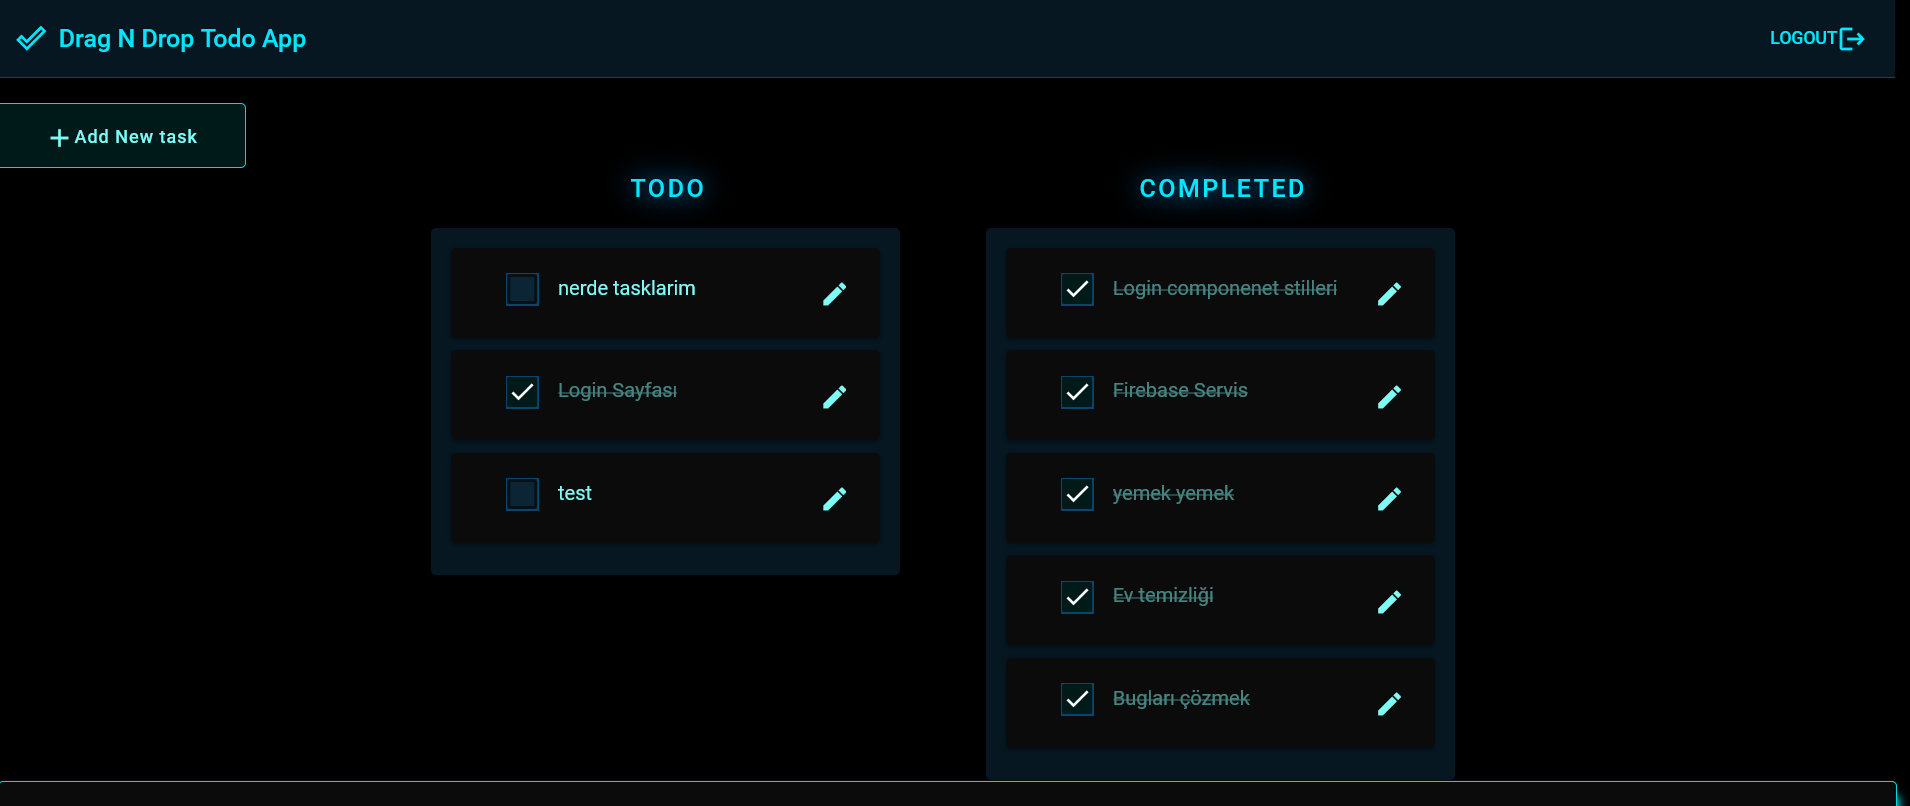 Drag N Drop Todo App
LOGOUT
Add New task
TODO
nerde tasklarim
Login Sayfası
test
COMPLETED
Login componenet stilleri
Firebase Servis
yemek yemek
Ev temizliği
Bugları çözmek